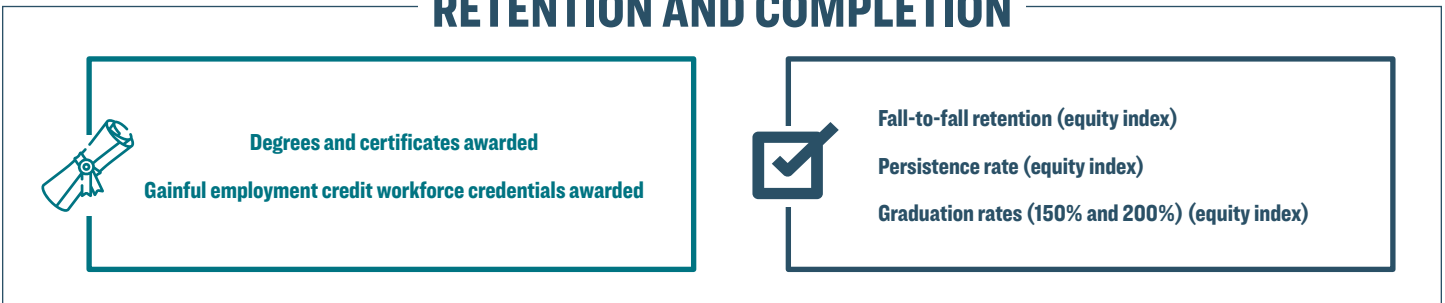 RETENTION AND COMPLETION
Degrees and certificates awarded
Gainful employment credit workforce credentials awarded
Fall-to-fall retention (equity index)
Persistence rate (equity index)
Graduation rates (150% and 200%) (equity index)